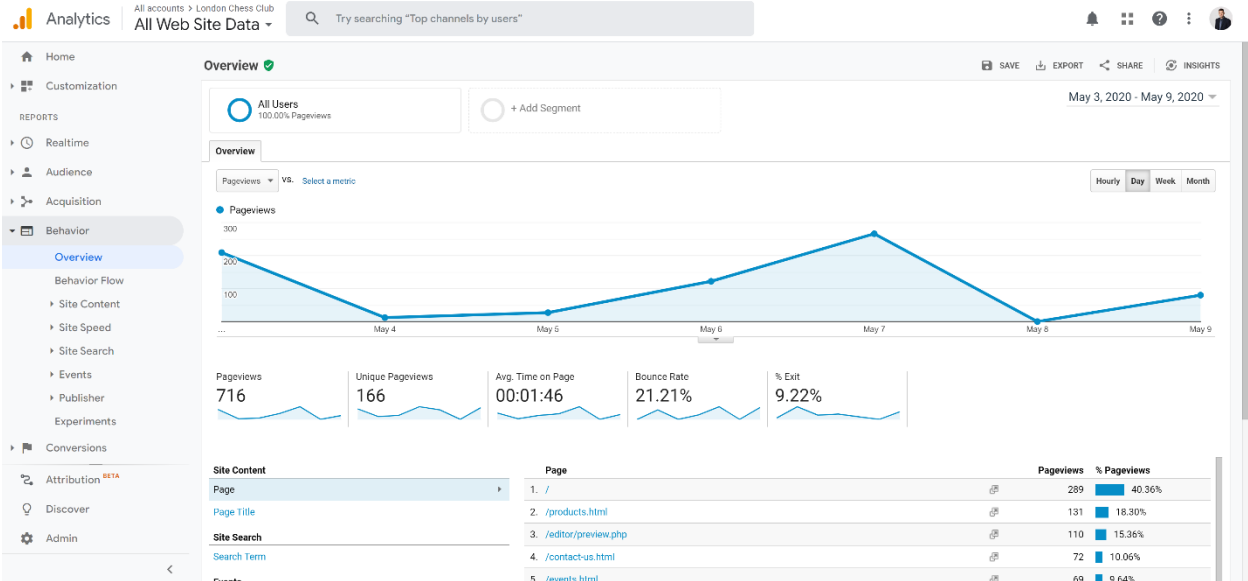 Analytics
All accounts > London Chess Club
All Web Site Data
Try searching “Top channels by users”
Home
Customization
REPORTS
Realtime
Audience
Acquisition
Behavior
Overview
Behavior Flow
Site Content
Site Speed
Site Search
Events
Publisher
Experiments
Conversions
Attribution BETA
Discover
Admin
Overview
SAVE EXPORT SHARE INSIGHTS
All Users
100.00% Pageviews
+ Add Segment
May 3, 2020 - May 9, 2020
Overview
Pageviews VS. Select a metric
Hourly Day Week Month
Pageviews
300
200
100
... May 4 May 5 May 6 May 7 May 8 May 9
Pageviews
716
Unique Pageviews
166
Avg. Time on Page
00:01:46
Bounce Rate
21.21%
% Exit
9.22%
Site Content
Page
Page Title
Site Search
Search Term
Events
Page Pageviews % Pageviews
1. / 289 40.36%
2. /products.html 131 18.30%
3. /editor/preview.php 110 15.36%
4. /contact-us.html 72 10.06%
5. /events.html 69 9.64%